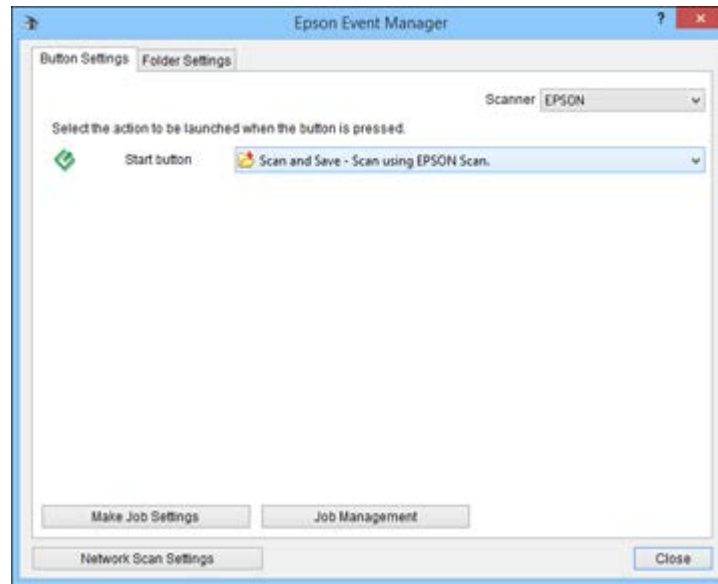 Epson Event Manager
?
Button Settings Folder Settings
Scanner EPSON
Select the action to be launched when the button is pressed.
Start button Scan and Save - Scan using EPSON Scan.
Make Job Settings Job Management
Network Scan Settings Close